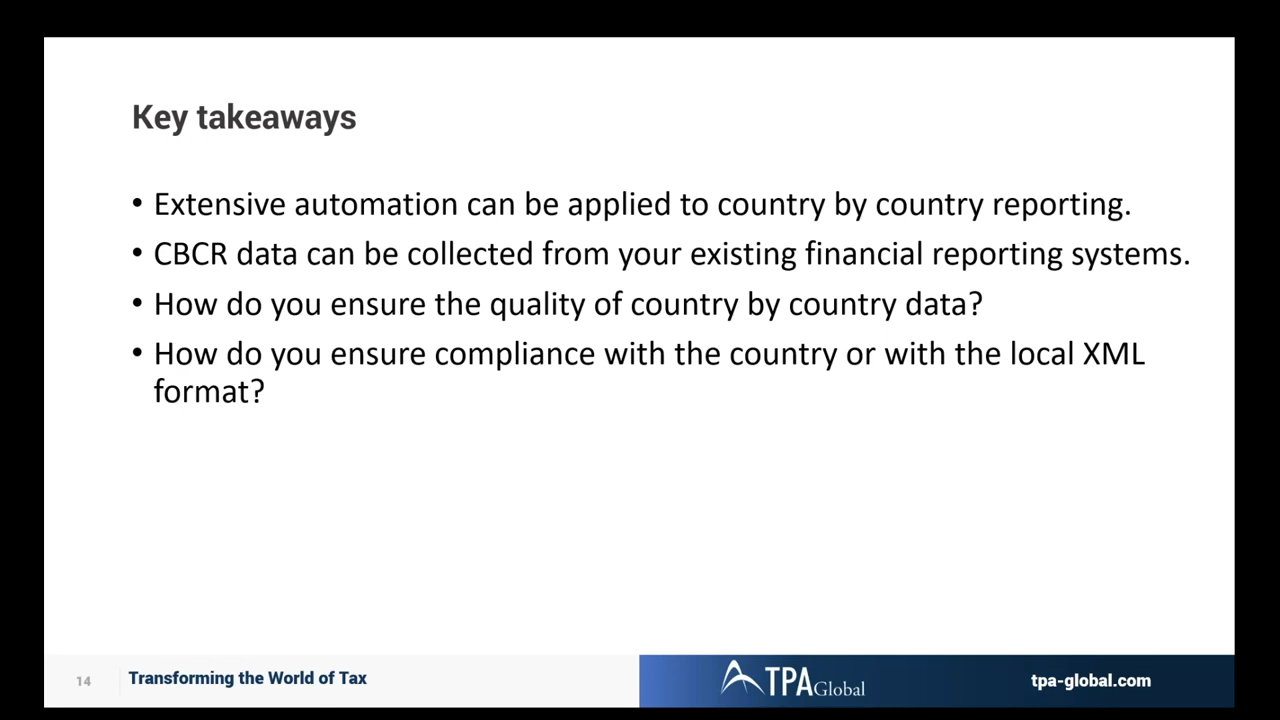 Key takeaways
• Extensive automation can be applied to country by country reporting.
• CBCR data can be collected from your existing financial reporting systems.
• How do you ensure the quality of country by country data?
• How do you ensure compliance with the country or with the local XML
format?
14
Transforming the World of Tax
TPA Global
tpa-global.com